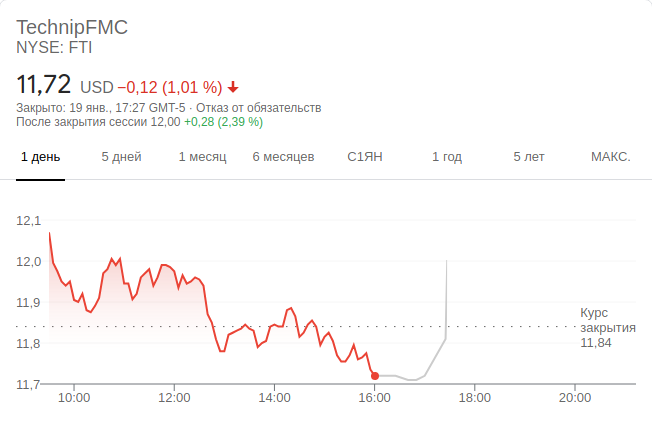 TechnipFMC
NYSE: FTI
11,72 USD −0,12 (1,01 %)
Закрыто: 19 янв., 17:27 GMT-5 · Отказ от обязательств
После закрытия сессии 12,00 +0,28 (2,39 %)
1 день 5 дней 1 месяц 6 месяцев С1ЯН 1 год 5 лет МАКС.
12,1
12,0
11,9
Курс
закрытия
11,84
11,8
11,7
10:00 12:00 14:00 16:00 18:00 20:00